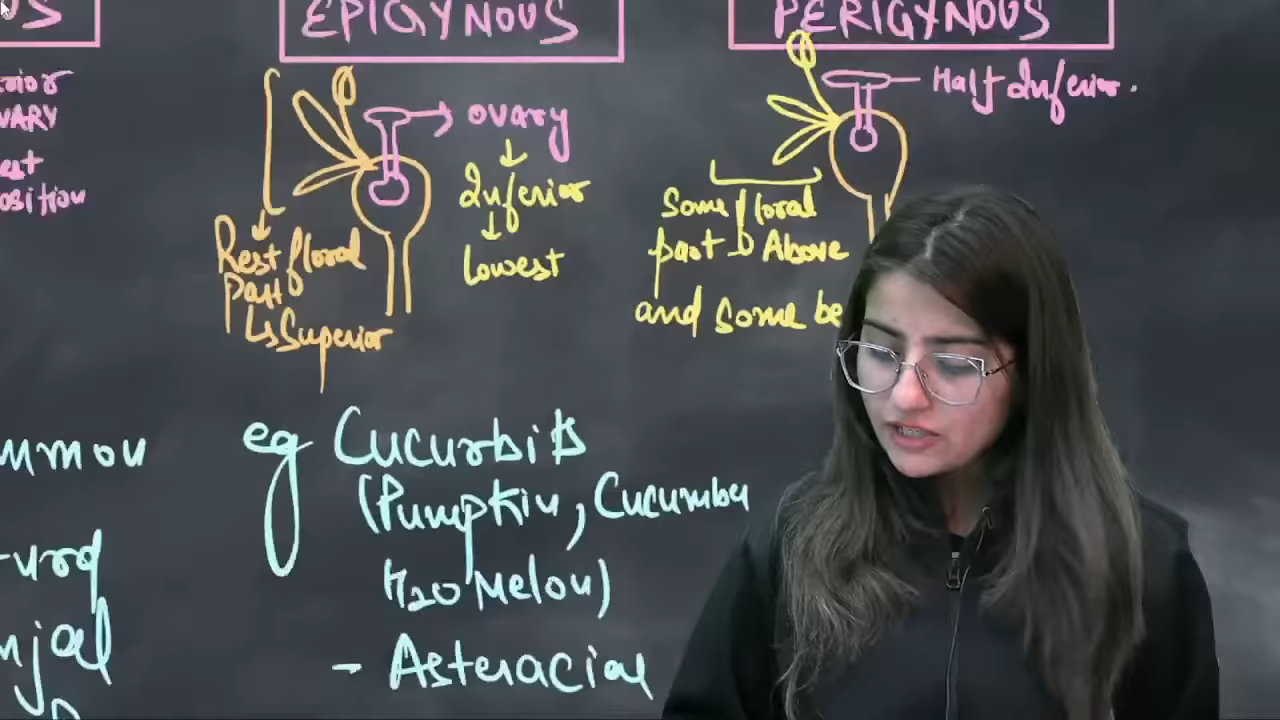 EPIGYNOUS
PERIGYNOUS
Half Inferior.
ovary
Inferior
Lowest
Rest floral
Part
Superior
Some floral
part Above
and Some be
OVARY
eg Cucurbits
(Pumpkin, Cucumber
H2O Melon)
- Asteraciae